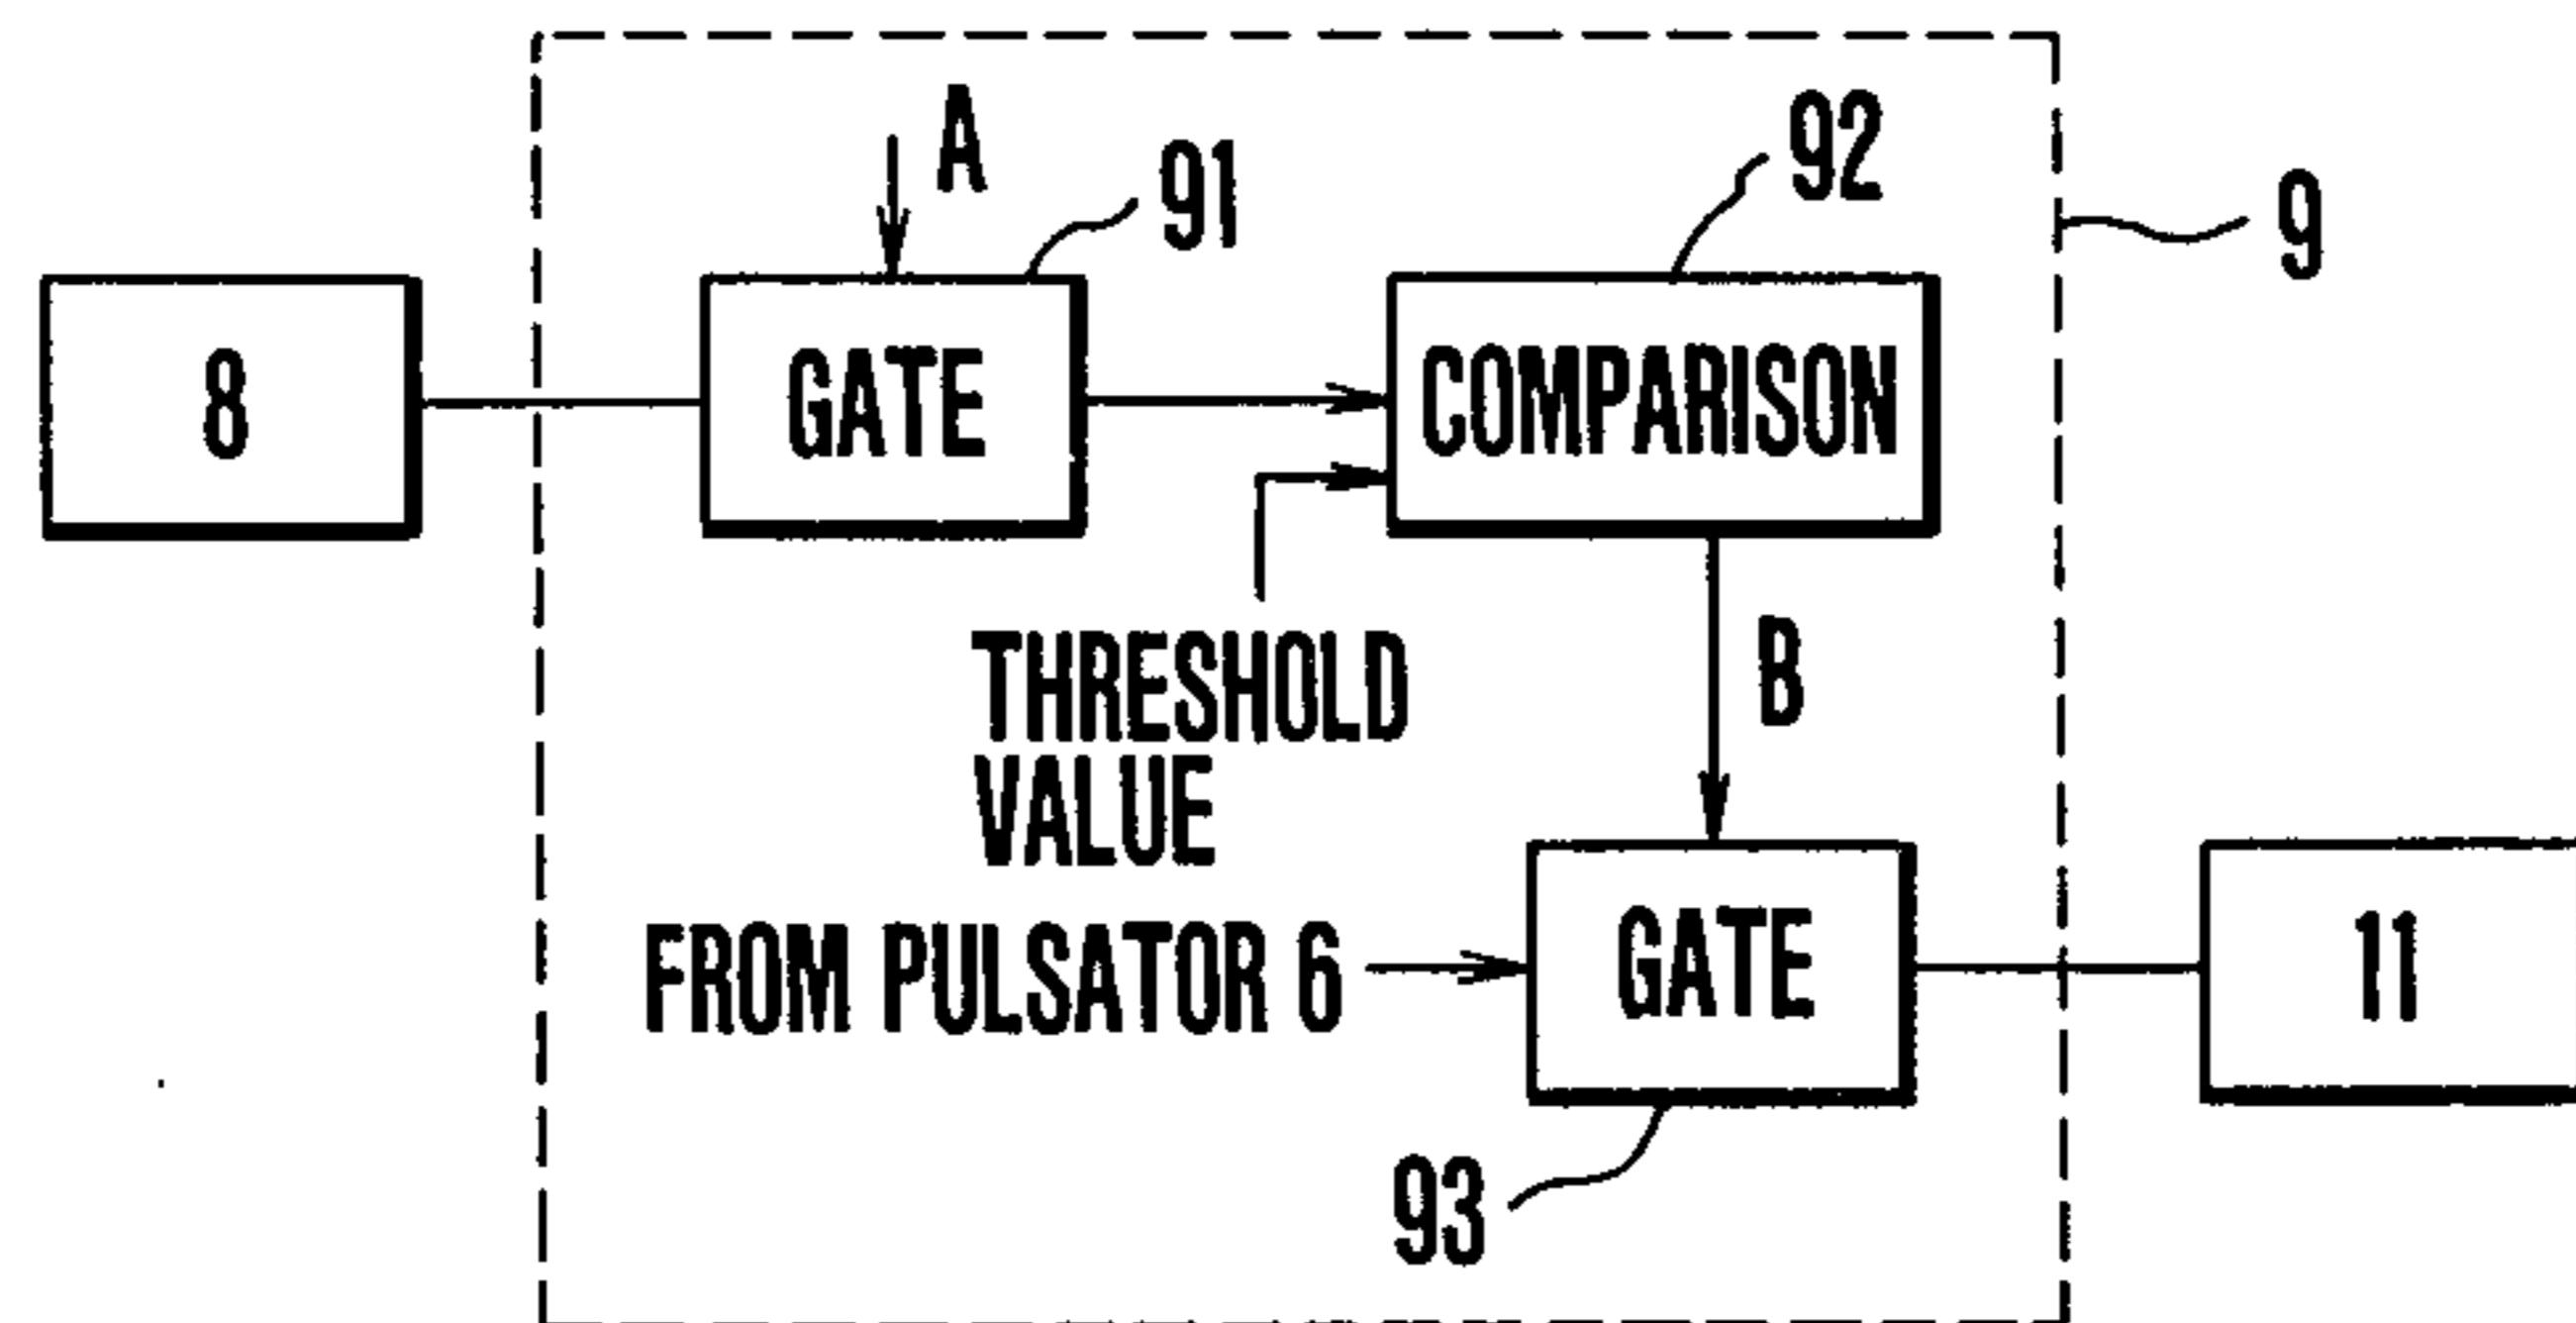 A
91
92
9
8
GATE
COMPARISON
THRESHOLD
VALUE
B
FROM PULSATOR 6
GATE
11
93